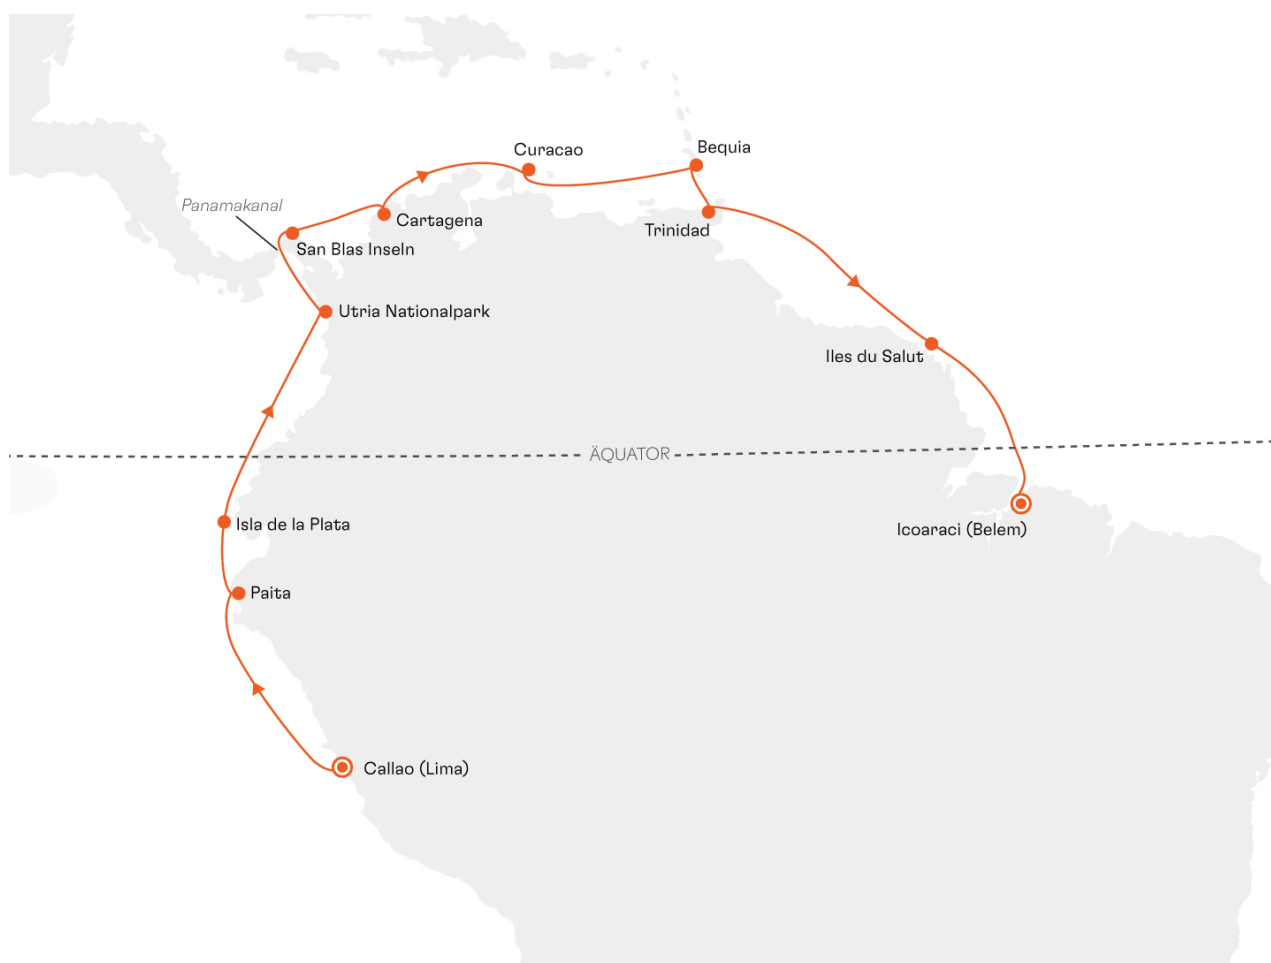 Bequia
Curacao
Panamakanal
Cartagena
Trinidad
San Blas Inseln
Utria Nationalpark
Iles du Salut
ÄQUATOR
Isla de la Plata
Icoaraci (Belem)
Paita
Callao (Lima)